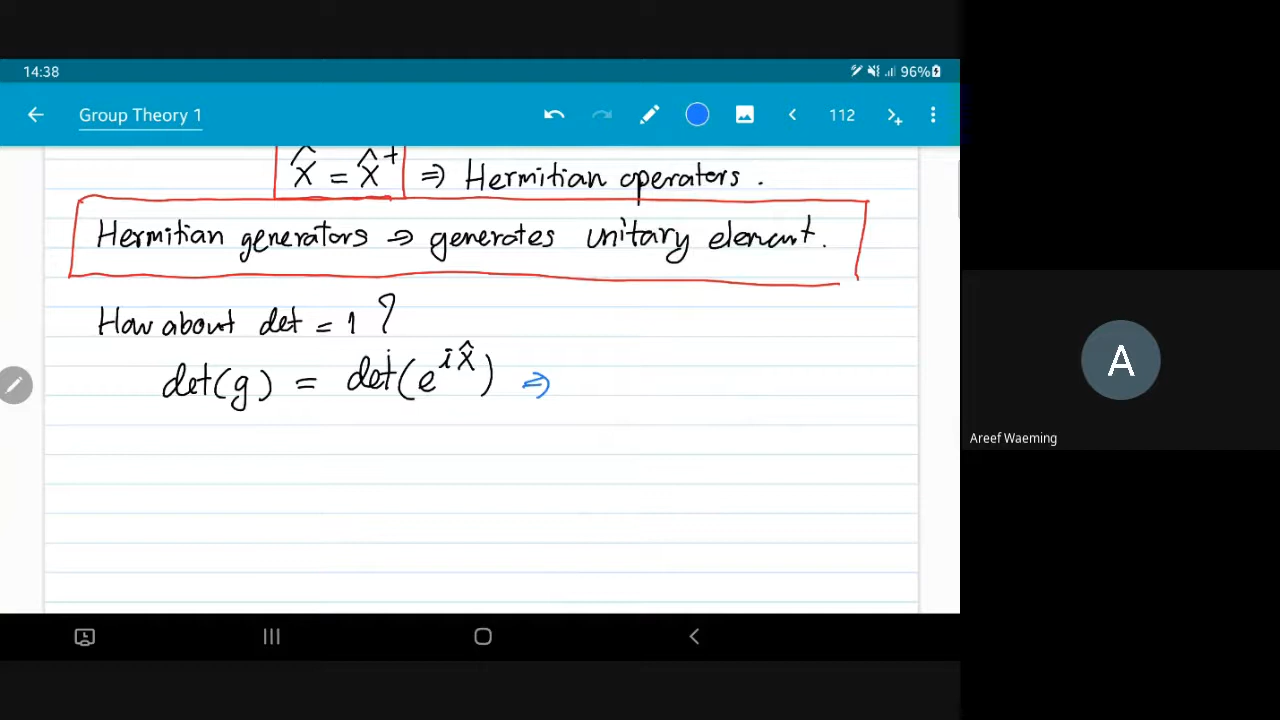 14:38 96%
Group Theory 1 112
X̂ = X̂† ⇒ Hermitian operators.
Hermitian generators ⇒ generates unitary element.
How about det = 1 ?
det(g) = det(e^{iX̂}) ⇒
A
Areef Waeming